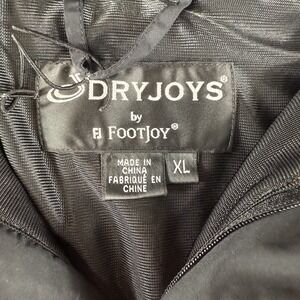 DRYJOYS®
by
FJ FOOTJOY®
MADE IN
CHINA
FABRIQUÉ EN
CHINE
XL